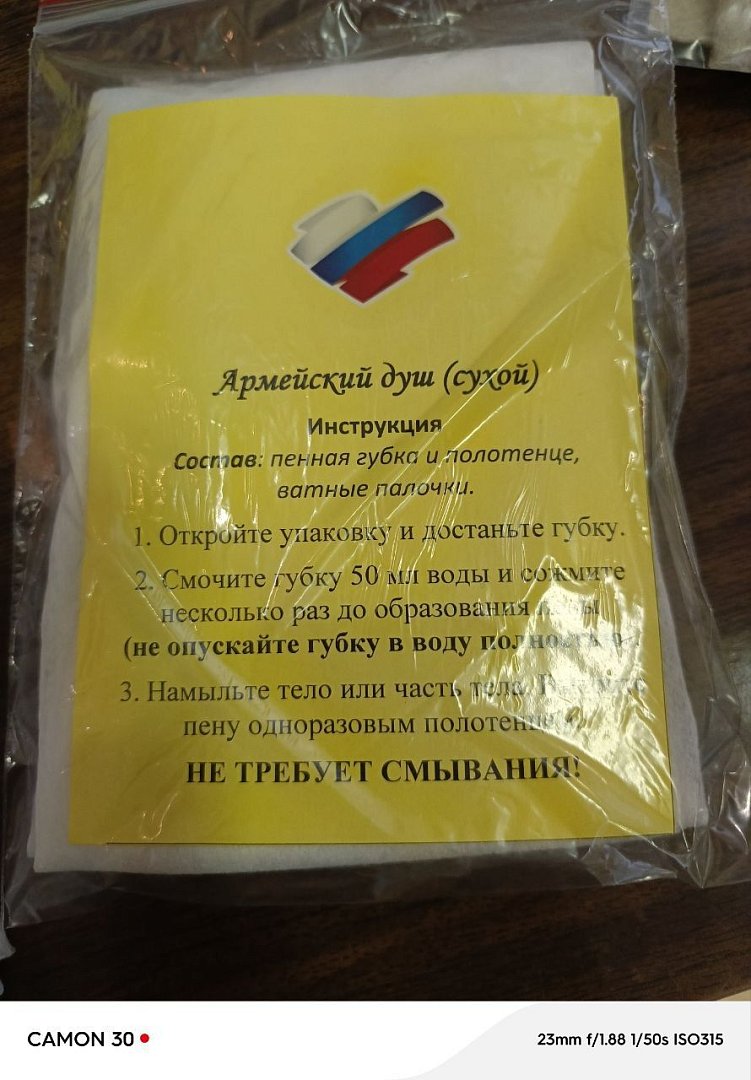 Армейский душ (сухой)
Инструкция
Состав: пенная губка и полотенце,
ватные палочки.
1. Откройте упаковку и достаньте губку.
2. Смочите губку 50 мл воды и сожмите
несколько раз до образования
(не опускайте губку в воду
3. Намыльте тело или часть тела.
пену одноразовым
НЕ ТРЕБУЕТ СМЫВАНИЯ!
CAMON 30
23mm f/1.88 1/50s ISO315